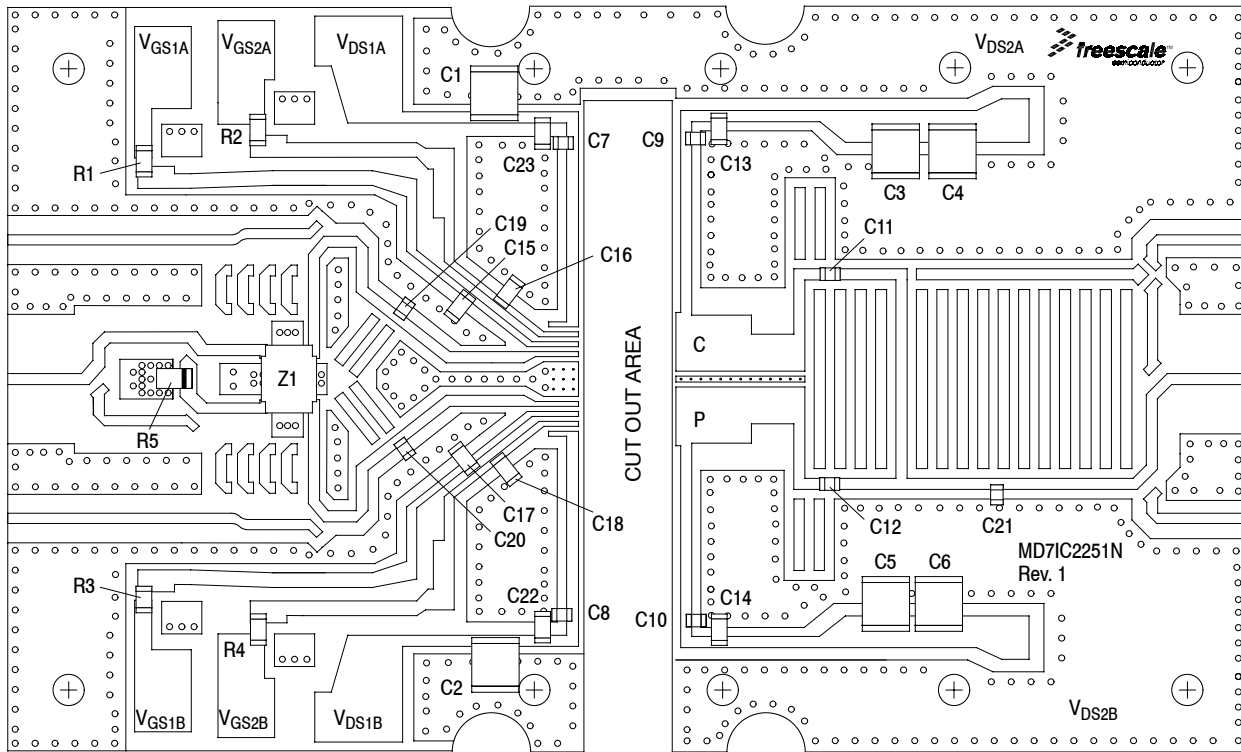 VGS1A
VGS2A
VDS1A
VDS2A
freescale™
semiconductor
C1
R2
R1
C23
C7
C9
C13
C3
C4
C19
C15
C16
C11
Z1
R5
CUT OUT AREA
C
P
C17
C18
C20
C12
C21
MD7IC2251N
Rev. 1
R3
R4
C22
C8
C10
C14
C5
C6
C2
VGS1B
VGS2B
VDS1B
VDS2B